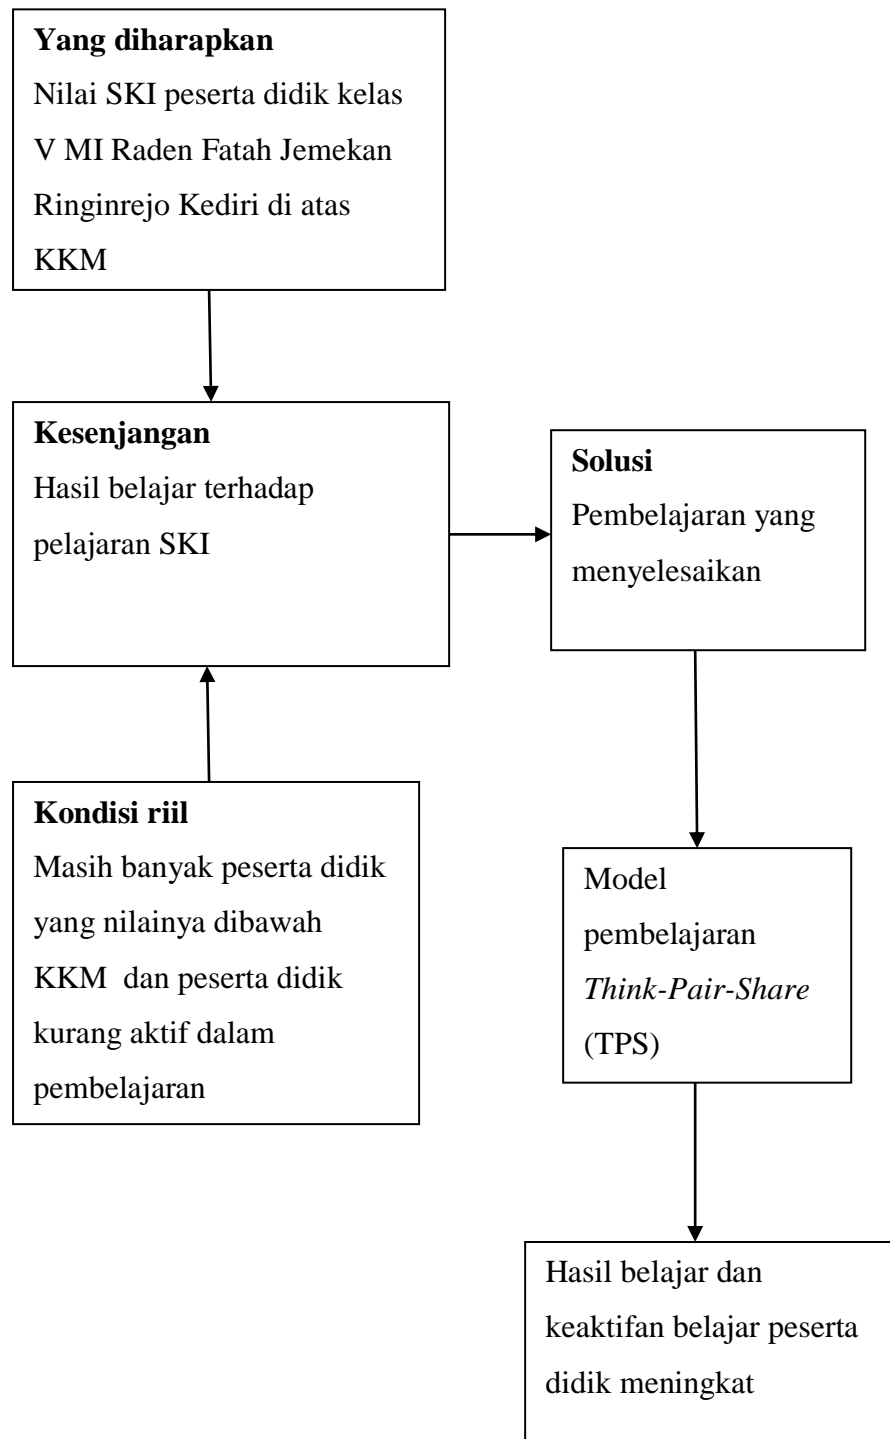 Yang diharapkan
Nilai SKI peserta didik kelas
V MI Raden Fatah Jemekan
Ringinrejo Kediri di atas
KKM
Kesenjangan
Hasil belajar terhadap
pelajaran SKI
Solusi
Pembelajaran yang
menyelesaikan
Kondisi riil
Masih banyak peserta didik
yang nilainya dibawah
KKM dan peserta didik
kurang aktif dalam
pembelajaran
Model
pembelajaran
Think-Pair-Share
(TPS)
Hasil belajar dan
keaktifan belajar peserta
didik meningkat